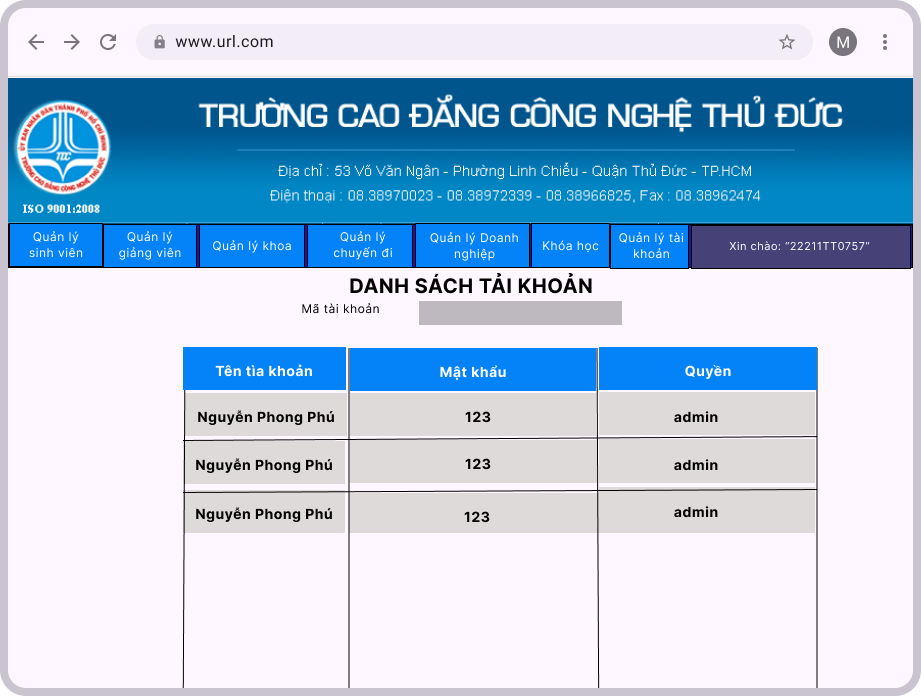 www.url.com
M
ỦY BAN NHÂN DÂN THÀNH PHỐ HỒ CHÍ MINH
TDC
TRƯỜNG CAO ĐẲNG CÔNG NGHỆ THỦ ĐỨC
ISO 9001:2008
TRƯỜNG CAO ĐẲNG CÔNG NGHỆ THỦ ĐỨC
Địa chỉ : 53 Võ Văn Ngân - Phường Linh Chiểu - Quận Thủ Đức - TP.HCM
Điện thoại : 08.38970023 - 08.38972339 - 08.38966825, Fax : 08.38962474
Quản lý
sinh viên
Quản lý
giảng viên
Quản lý khoa
Quản lý
chuyến đi
Quản lý Doanh
nghiệp
Khóa học
Quản lý tài
khoản
Xin chào: “22211TT0757”
DANH SÁCH TẢI KHOẢN
Mã tài khoản
Tên tìa khoản Mật khẩu Quyền
Nguyễn Phong Phú 123 admin
Nguyễn Phong Phú 123 admin
Nguyễn Phong Phú 123 admin